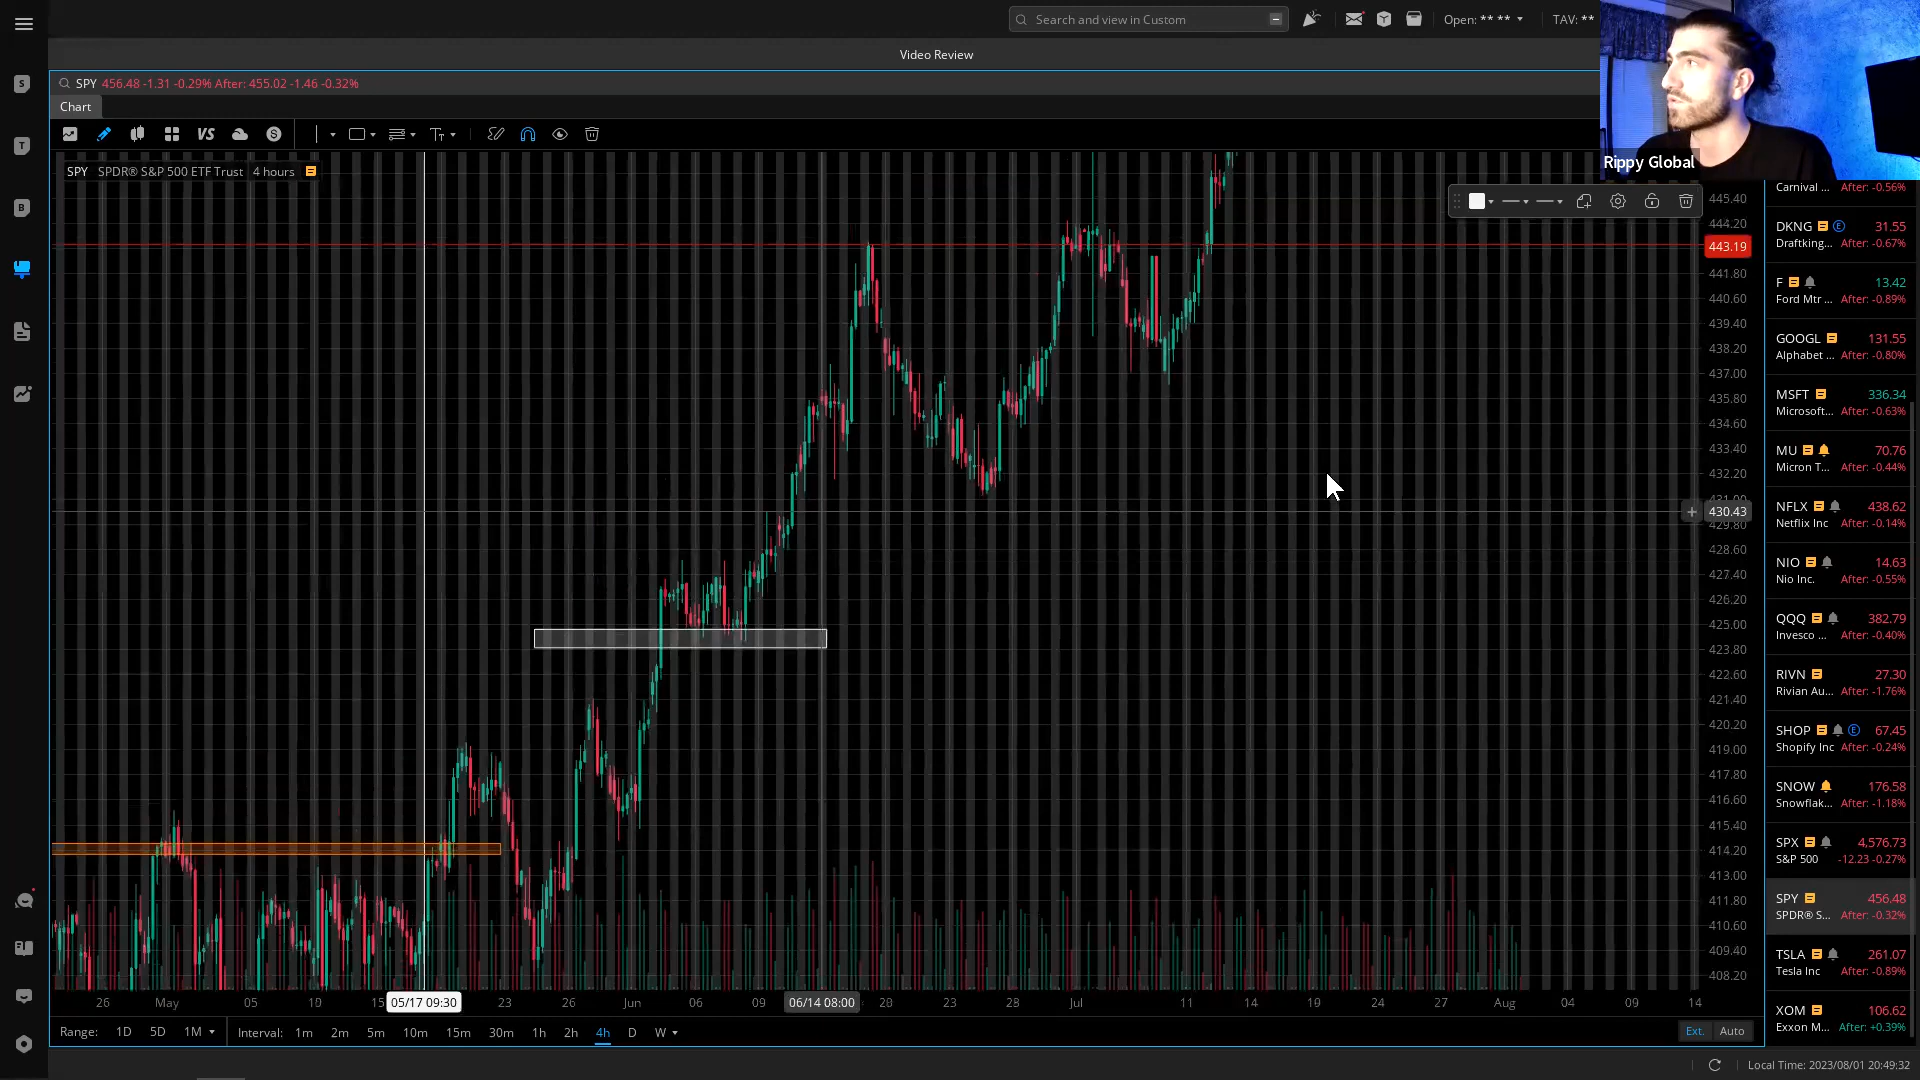 Search and view in Custom
Open: ** **
TAV: **
Video Review
SPY 456.48 -1.31 -0.29% After: 455.02 -1.46 -0.32%
Chart
VS
S
Tт
SPY SPDR® S&P 500 ETF Trust 4 hours
Rippy Global
445.40
444.20
443.19
441.80
440.60
439.40
438.20
437.00
435.80
434.60
433.40
432.20
431.00
430.43
429.80
428.60
427.40
426.20
425.00
423.80
422.60
421.40
420.20
419.00
417.80
416.60
415.40
414.20
413.00
411.80
410.60
409.40
408.20
26 May 05 10 15 05/17 09:30 23 26 Jun 06 09 06/14 08:00 20 23 28 Jul 11 14 19 24 27 Aug 04 09 14
Range: 1D 5D 1M Interval: 1m 2m 5m 10m 15m 30m 1h 2h 4h D W
Ext. Auto
Carnival ... After: -0.56%
DKNG E 31.55
Draftking... After: -0.67%
F 13.42
Ford Mtr ... After: -0.89%
GOOGL 131.55
Alphabet ... After: -0.80%
MSFT 336.34
Microsoft... After: -0.63%
MU 70.76
Micron T... After: -0.44%
NFLX 438.62
Netflix Inc After: -0.14%
NIO 14.63
Nio Inc. After: -0.55%
QQQ 382.79
Invesco ... After: -0.40%
RIVN 27.30
Rivian Au... After: -1.76%
SHOP E 67.45
Shopify Inc After: -0.24%
SNOW 176.58
Snowflak... After: -1.18%
SPX 4,576.73
S&P 500 -12.23 -0.27%
SPY 456.48
SPDR® S... After: -0.32%
TSLA 261.07
Tesla Inc After: -0.89%
XOM 106.62
Exxon M... After: +0.39%
Local Time: 2023/08/01 20:49:32
S
T
B